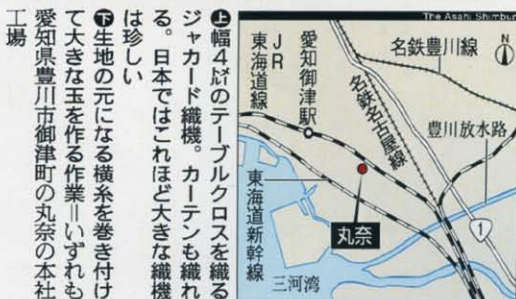 The Asahi Shimbun
N
名鉄豊川線
名鉄名古屋線
愛知御津駅
JR東海道線
豊川放水路
東海道新幹線
丸奈
1
三河湾
上幅4㍍のテーブルクロスを織る
ジャカード織機。カーテンも織れ
る。日本ではこれほど大きな織機
は珍しい
下生地の元になる横糸を巻き付け
て大きな玉を作る作業＝いずれも
愛知県豊川市御津町の丸奈の本社
工場